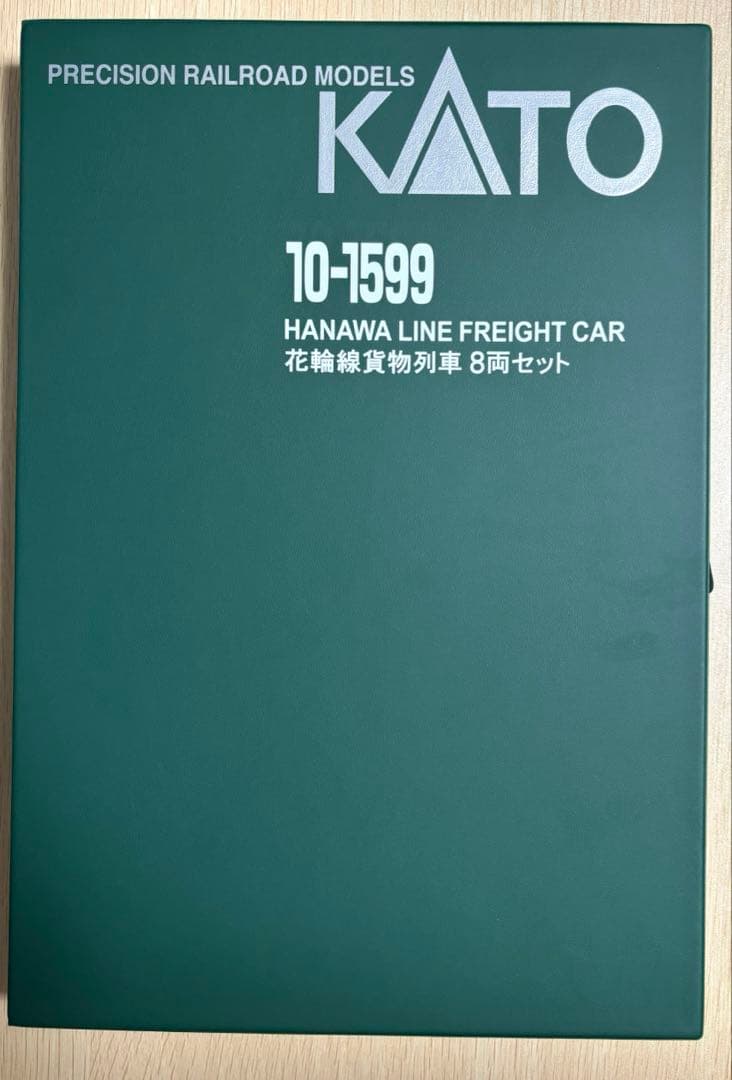 PRECISION RAILROAD MODELS
KATO
10-1599
HANAWA LINE FREIGHT CAR
花輪線貨物列車 8両セット